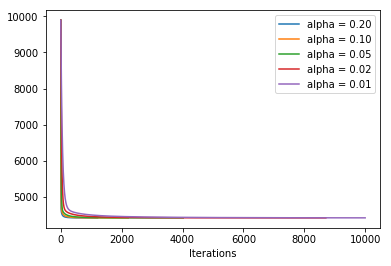 10000
9000
8000
7000
6000
5000
0
2000
4000
6000
8000
10000
Iterations
alpha = 0.20
alpha = 0.10
alpha = 0.05
alpha = 0.02
alpha = 0.01